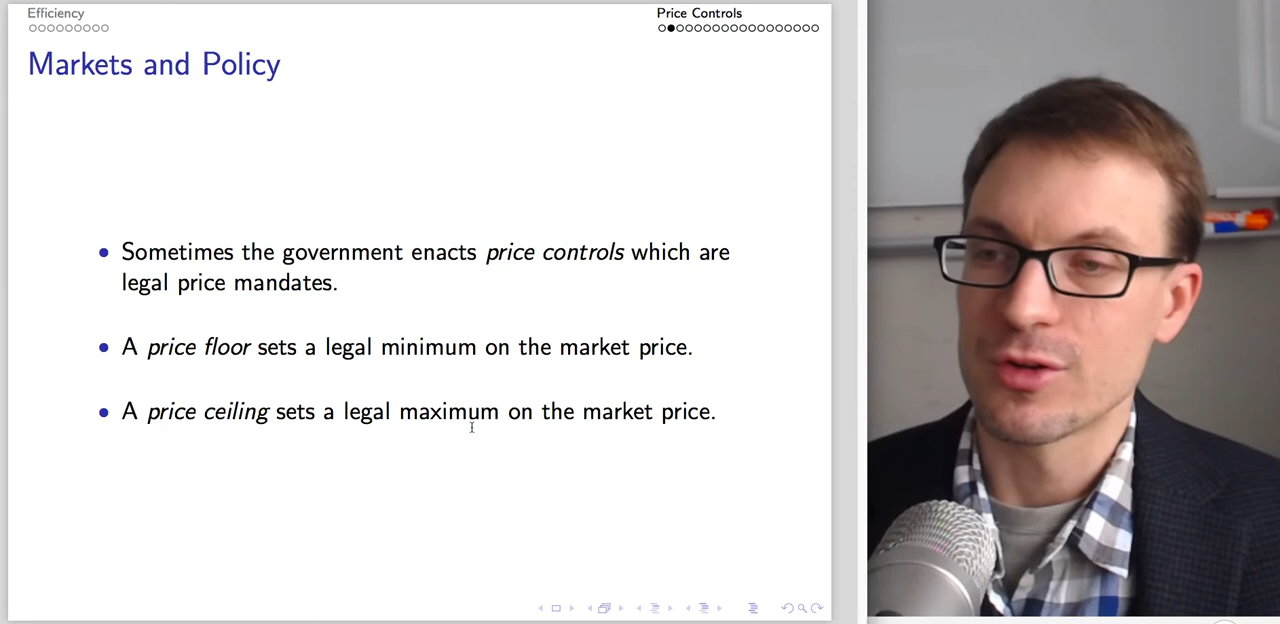 Efficiency
Price Controls
Markets and Policy
Sometimes the government enacts price controls which are
legal price mandates.
A price floor sets a legal minimum on the market price.
A price ceiling sets a legal maximum on the market price.